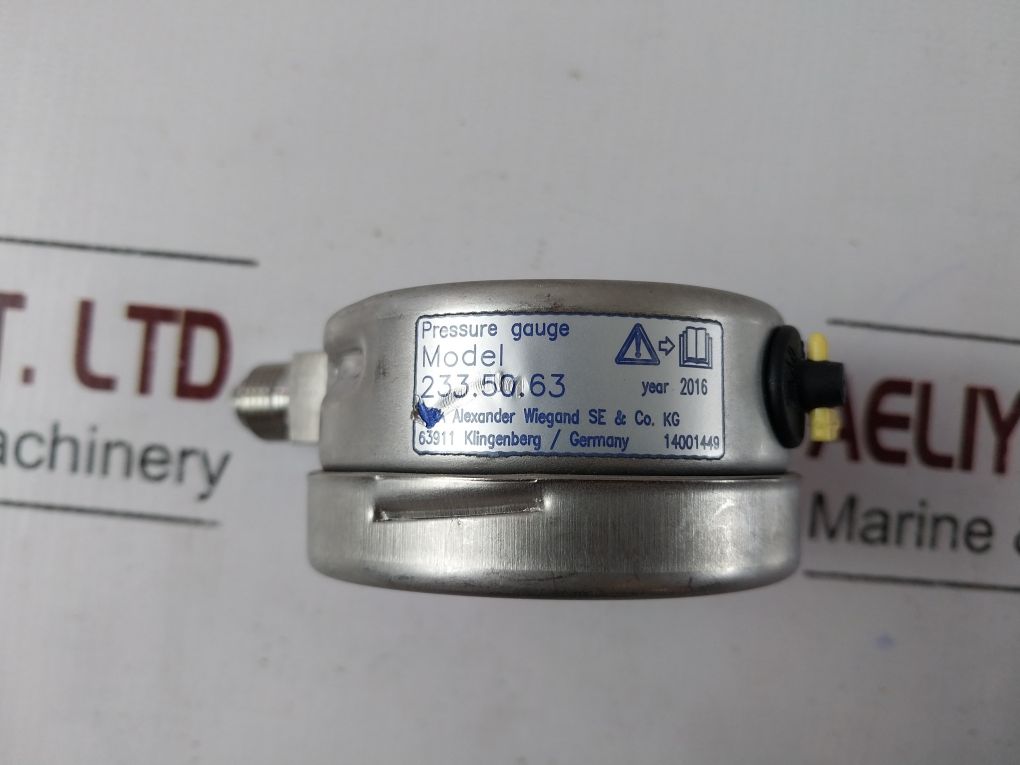 Pressure gauge
Model
233.50.63
year 2016
Alexander Wiegand SE & Co. KG
63911 Klingenberg / Germany 14001449
T. LTD
achinery
AELIY
Marine &